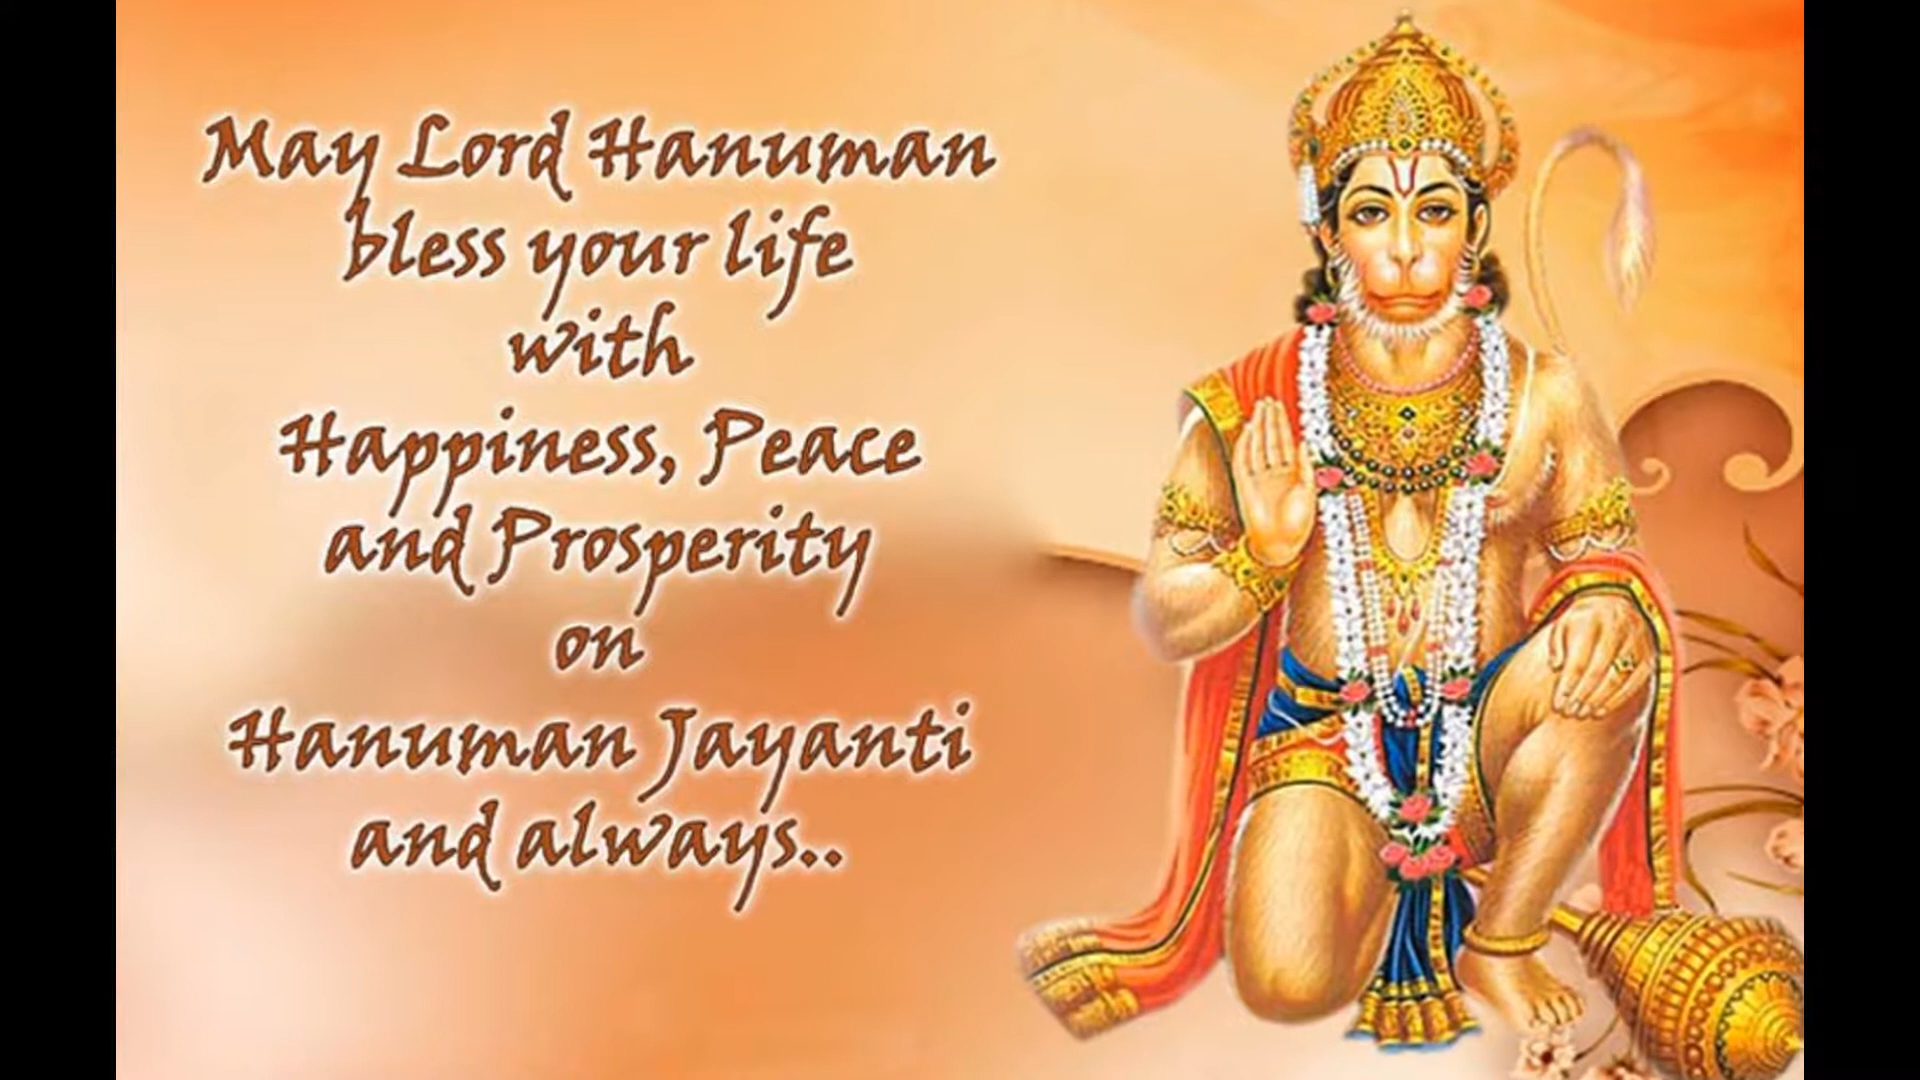 May Lord Hanuman
bless your life
with
Happiness, Peace
and Prosperity
on
Hanuman Jayanti
and always..